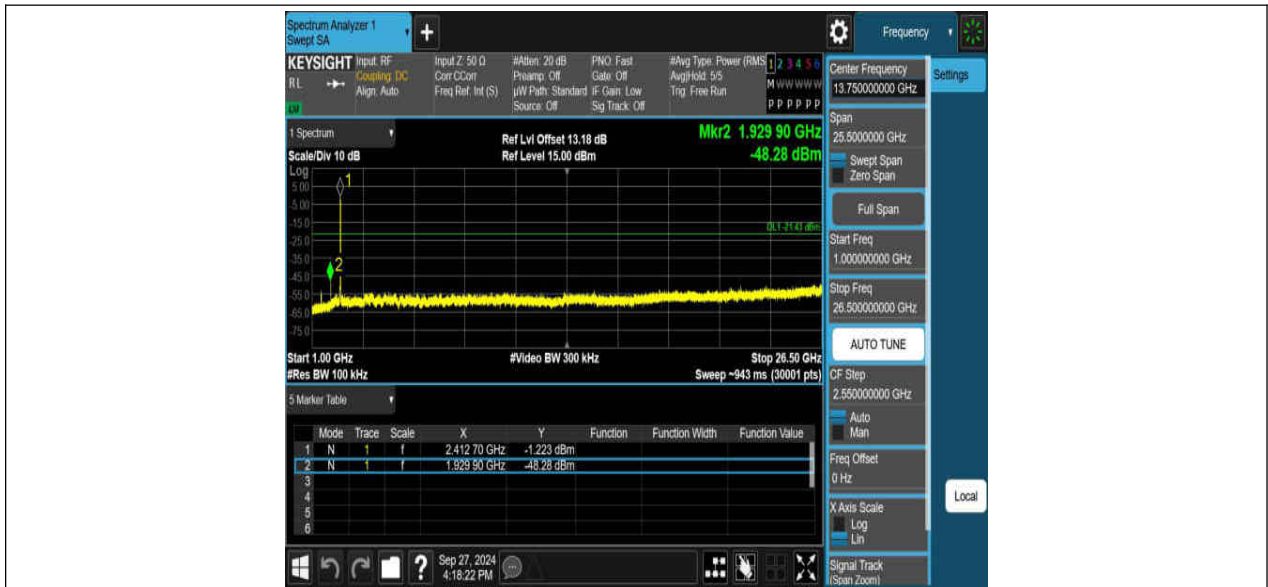 Spectrum Analyzer 1
Swept SA
+
Frequency
KEYSIGHT
RL
Input: RF
Coupling: DC
Align: Auto
Input Z: 50 Ω
Corr CCorr
Freq Ref: Int (S)
#Atten: 20 dB
Preamp: Off
µW Path: Standard
Source: Off
PNO: Fast
Gate: Off
IF Gain: Low
Sig Track: Off
#Avg Type: Power (RMS
Avg|Hold: 5/5
Trig: Free Run
1 2 3 4 5 6
M W W W W W
P P P P P P
Center Frequency
13.750000000 GHz
Settings
Span
25.5000000 GHz
Swept Span
Zero Span
Full Span
Start Freq
1.000000000 GHz
Stop Freq
26.500000000 GHz
AUTO TUNE
CF Step
2.550000000 GHz
Auto
Man
Freq Offset
0 Hz
X Axis Scale
Log
Lin
Signal Track
(Span Zoom)
Local
1 Spectrum
Scale/Div 10 dB
Ref Lvl Offset 13.18 dB
Ref Level 15.00 dBm
Mkr2 1.929 90 GHz
-48.28 dBm
Log
5.00
-5.00
-15.0
-25.0
-35.0
-45.0
-55.0
-65.0
-75.0
1
2
DL1 -21.43 dBm
Start 1.00 GHz
#Video BW 300 kHz
Stop 26.50 GHz
#Res BW 100 kHz
Sweep ~943 ms (30001 pts)
5 Marker Table
Mode Trace Scale X Y Function Function Width Function Value
1 N 1 f 2.412 70 GHz -1.223 dBm
2 N 1 f 1.929 90 GHz -48.28 dBm
3
4
5
6
?
Sep 27, 2024
4:18:22 PM